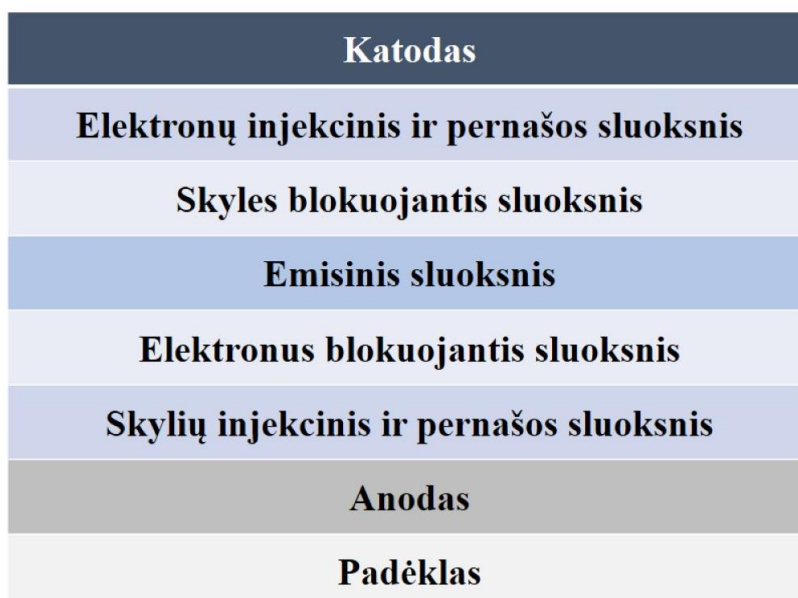 Katodas
Elektronų injekcinis ir pernašos sluoksnis
Skyles blokuojantis sluoksnis
Emisinis sluoksnis
Elektronus blokuojantis sluoksnis
Skylių injekcinis ir pernašos sluoksnis
Anodas
Padėklas